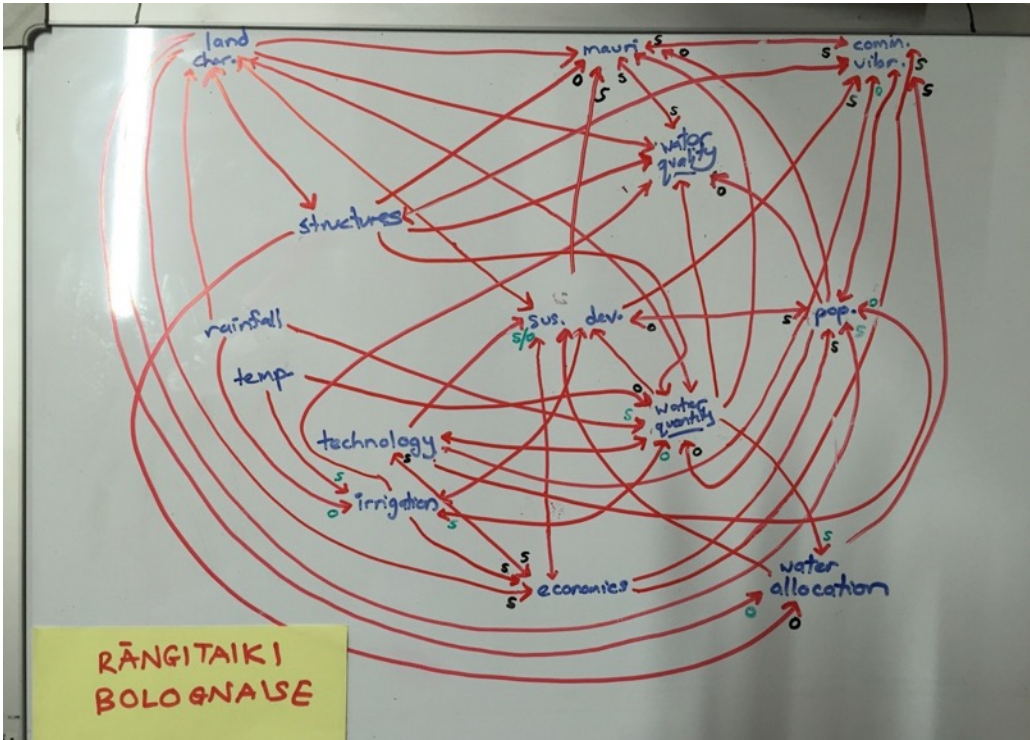 land
char.
mauri
comm.
vibr.
S
O
S
S
O
S
S
S
O
S
S
water
quality
O
structures
rainfall
sus. dev.
S/O
O
S
pop.
O
S
S
temp.
O
S
water
quantity
O
O
technology
S
S
O
irrigation
S
S
S
S
economics
S
water
allocation
O
O
RĀNGITAIKI
BOLOGNAISE